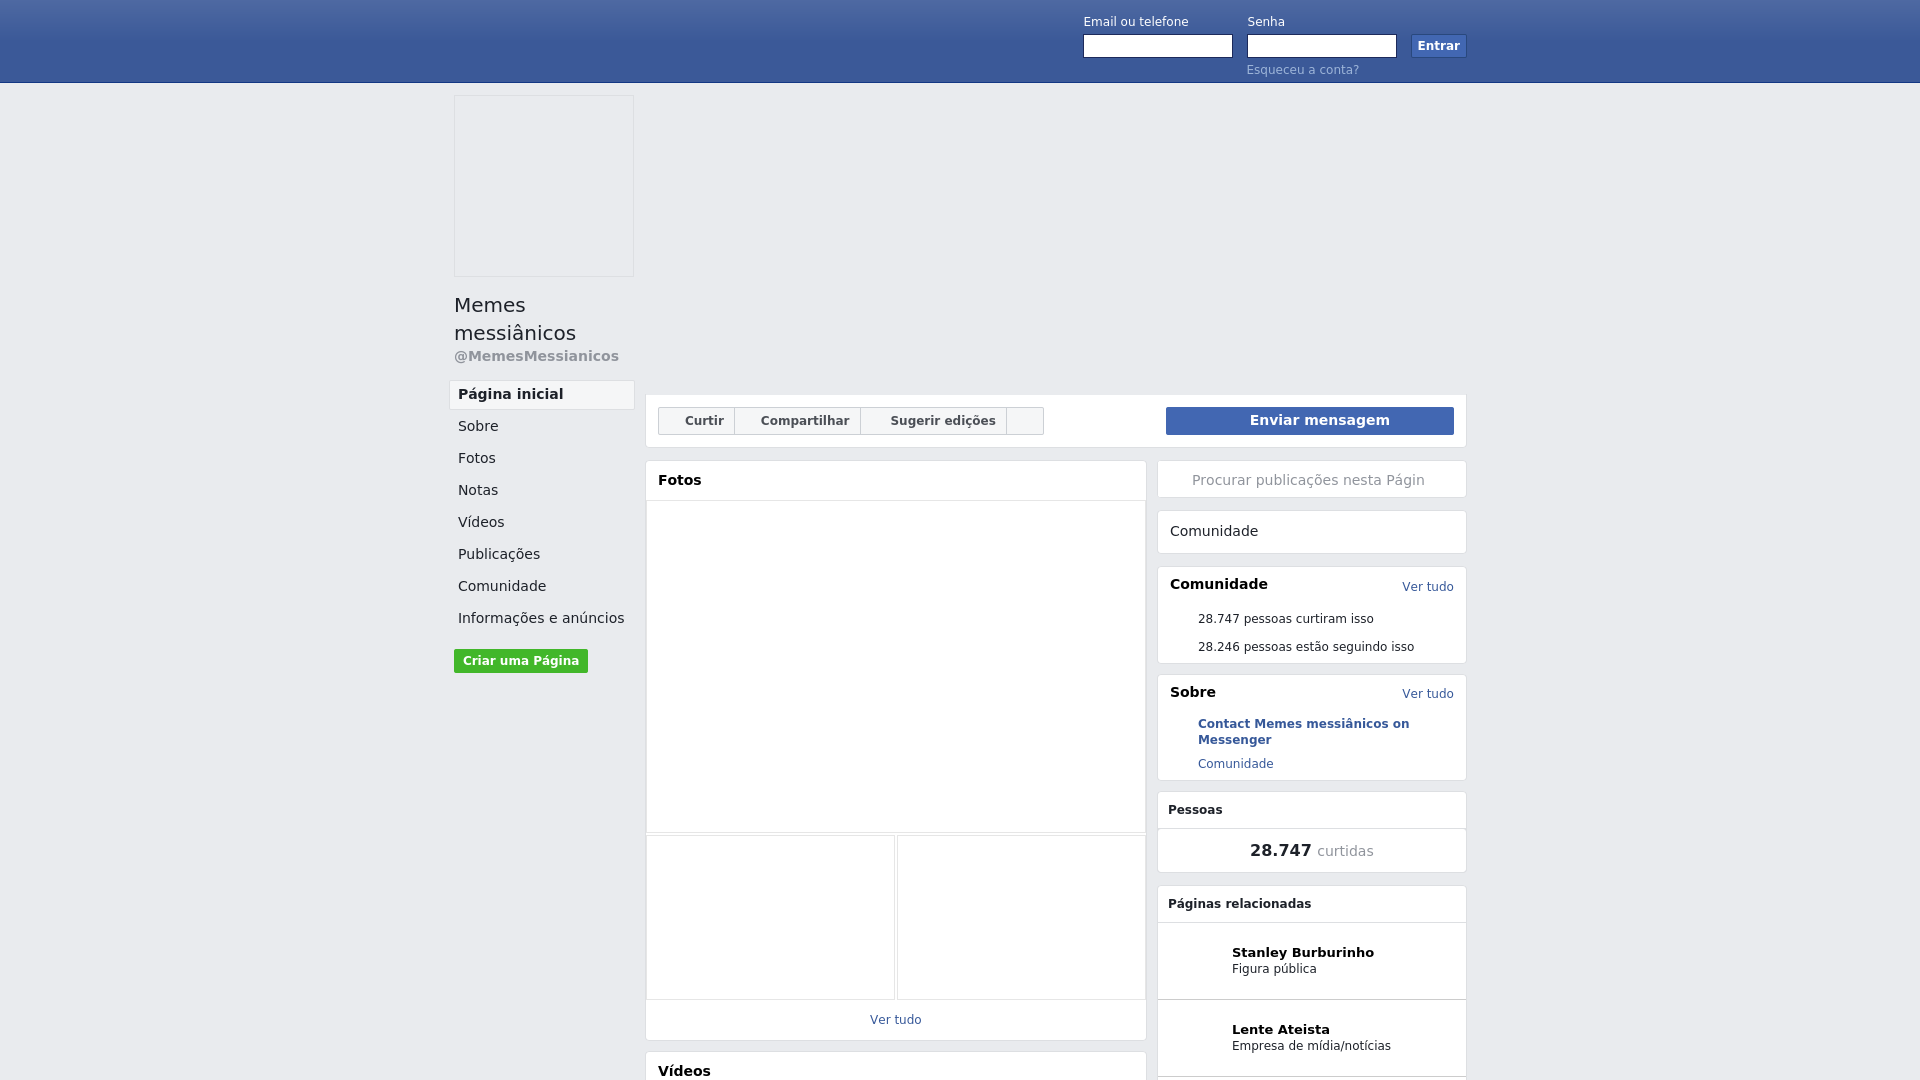 Email ou telefone
Senha
Entrar
Esqueceu a conta?
Memes
messiânicos
@MemesMessianicos
Página inicial
Sobre
Fotos
Notas
Vídeos
Publicações
Comunidade
Informações e anúncios
Criar uma Página
Curtir
Compartilhar
Sugerir edições
Enviar mensagem
Fotos
Ver tudo
Vídeos
Procurar publicações nesta Págin
Comunidade
Comunidade
Ver tudo
28.747 pessoas curtiram isso
28.246 pessoas estão seguindo isso
Sobre
Ver tudo
Contact Memes messiânicos on
Messenger
Comunidade
Pessoas
28.747 curtidas
Páginas relacionadas
Stanley Burburinho
Figura pública
Lente Ateista
Empresa de mídia/notícias